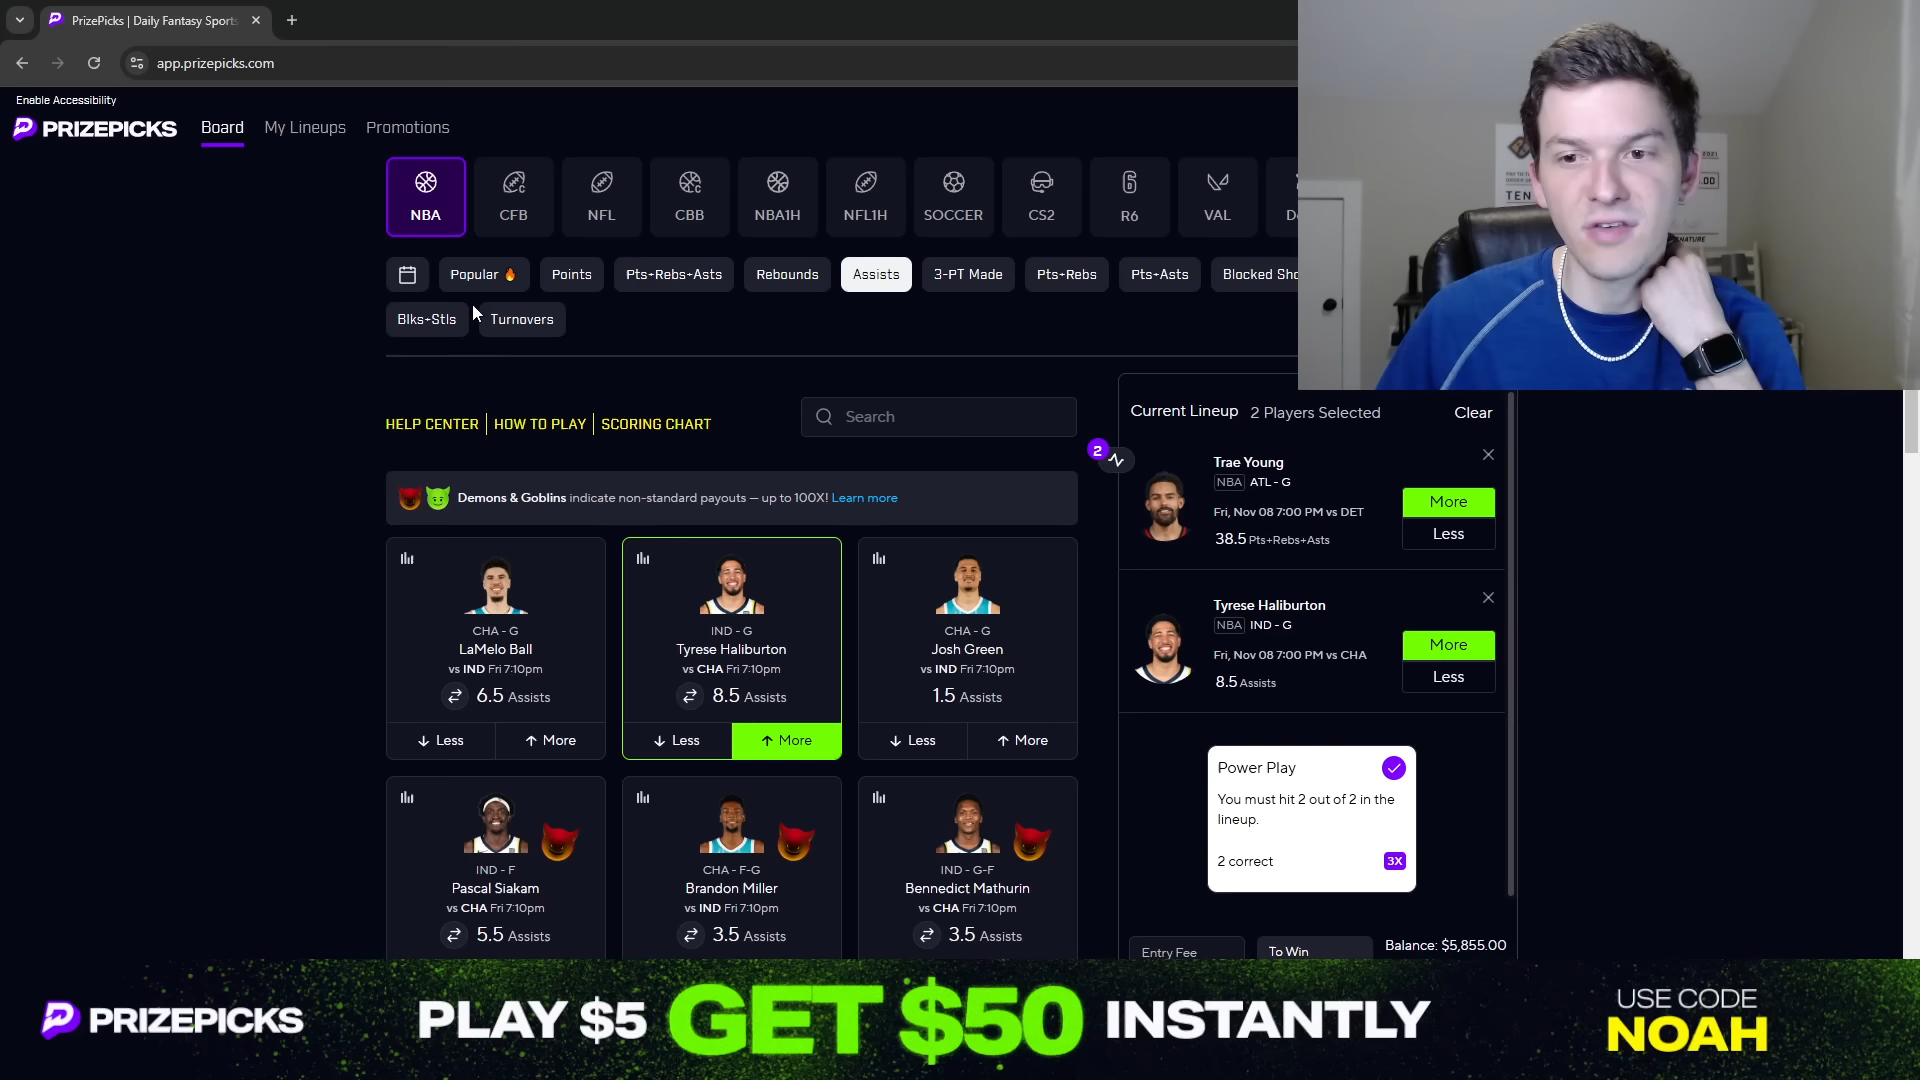 PrizePicks | Daily Fantasy Sports
app.prizepicks.com
Enable Accessibility
PRIZEPICKS
Board
My Lineups
Promotions
NBA
CFB
NFL
CBB
NBA1H
NFL1H
SOCCER
CS2
R6
VAL
Popular
Points
Pts+Rebs+Asts
Rebounds
Assists
3-PT Made
Pts+Rebs
Pts+Asts
Blocked Sho
Blks+Stls
Turnovers
HELP CENTER
HOW TO PLAY
SCORING CHART
Search
Demons & Goblins indicate non-standard payouts — up to 100X! Learn more
CHA - G
LaMelo Ball
vs IND Fri 7:10pm
6.5 Assists
Less
More
IND - G
Tyrese Haliburton
vs CHA Fri 7:10pm
8.5 Assists
Less
More
CHA - G
Josh Green
vs IND Fri 7:10pm
1.5 Assists
Less
More
IND - F
Pascal Siakam
vs CHA Fri 7:10pm
5.5 Assists
CHA - F-G
Brandon Miller
vs IND Fri 7:10pm
3.5 Assists
IND - G-F
Bennedict Mathurin
vs CHA Fri 7:10pm
3.5 Assists
Current Lineup
2 Players Selected
Clear
2
Trae Young
NBA ATL - G
Fri, Nov 08 7:00 PM vs DET
38.5 Pts+Rebs+Asts
More
Less
Tyrese Haliburton
NBA IND - G
Fri, Nov 08 7:00 PM vs CHA
8.5 Assists
More
Less
Power Play
You must hit 2 out of 2 in the
lineup.
2 correct
3X
Entry Fee
To Win
Balance: $5,855.00
PRIZEPICKS
PLAY $5 GET $50 INSTANTLY
USE CODE
NOAH